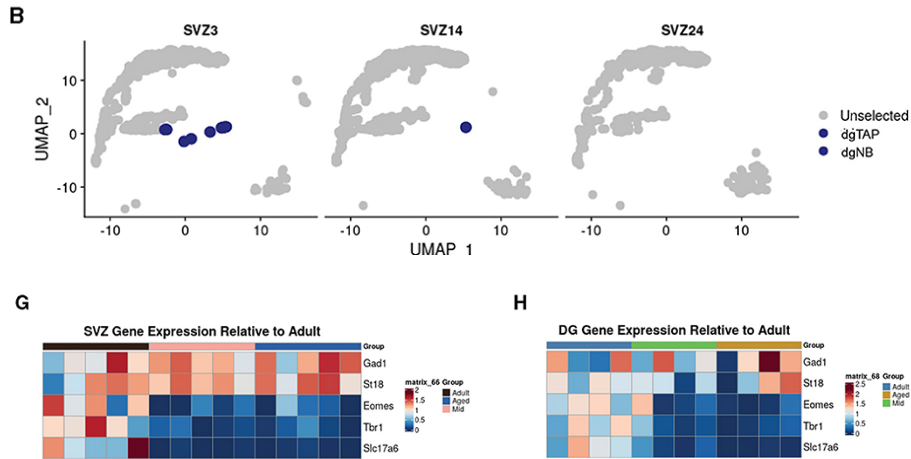 B
SVZ3 SVZ14 SVZ24
UMAP_2
10
0
-10
-10 0 10 -10 0 10 -10 0 10
UMAP_1
Unselected
dgTAP
dgNB
G
SVZ Gene Expression Relative to Adult
Group
Gad1
St18
Eomes
Tbr1
Slc17a6
matrix_66 Group
2
1.5
1
0.5
0
Adult
Aged
Mid
H
DG Gene Expression Relative to Adult
Group
Gad1
St18
Eomes
Tbr1
Slc17a6
matrix_68 Group
2.5
2
1.5
1
0.5
0
Adult
Aged
Mid